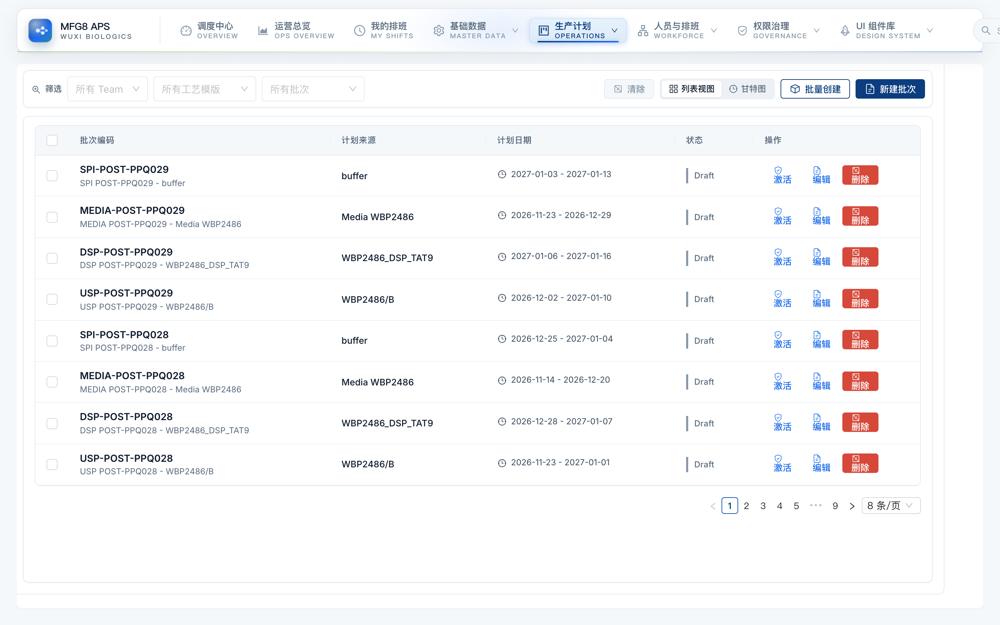 MFG8 APS
WUXI BIOLOGICS
调度中心
OVERVIEW
运营总览
OPS OVERVIEW
我的排班
MY SHIFTS
基础数据
MASTER DATA
生产计划
OPERATIONS
人员与排班
WORKFORCE
权限治理
GOVERNANCE
UI 组件库
DESIGN SYSTEM
筛选
所有 Team
所有工艺模版
所有批次
清除
列表视图
甘特图
批量创建
新建批次
批次编码 计划来源 计划日期 状态 操作
SPI-POST-PPQ029
SPI POST-PPQ029 - buffer
buffer
2027-01-03 - 2027-01-13
Draft
激活 编辑 删除
MEDIA-POST-PPQ029
MEDIA POST-PPQ029 - Media WBP2486
Media WBP2486
2026-11-23 - 2026-12-29
Draft
激活 编辑 删除
DSP-POST-PPQ029
DSP POST-PPQ029 - WBP2486_DSP_TAT9
WBP2486_DSP_TAT9
2027-01-06 - 2027-01-16
Draft
激活 编辑 删除
USP-POST-PPQ029
USP POST-PPQ029 - WBP2486/B
WBP2486/B
2026-12-02 - 2027-01-10
Draft
激活 编辑 删除
SPI-POST-PPQ028
SPI POST-PPQ028 - buffer
buffer
2026-12-25 - 2027-01-04
Draft
激活 编辑 删除
MEDIA-POST-PPQ028
MEDIA POST-PPQ028 - Media WBP2486
Media WBP2486
2026-11-14 - 2026-12-20
Draft
激活 编辑 删除
DSP-POST-PPQ028
DSP POST-PPQ028 - WBP2486_DSP_TAT9
WBP2486_DSP_TAT9
2026-12-28 - 2027-01-07
Draft
激活 编辑 删除
USP-POST-PPQ028
USP POST-PPQ028 - WBP2486/B
WBP2486/B
2026-11-23 - 2027-01-01
Draft
激活 编辑 删除
1 2 3 4 5 ••• 9 8 条/页